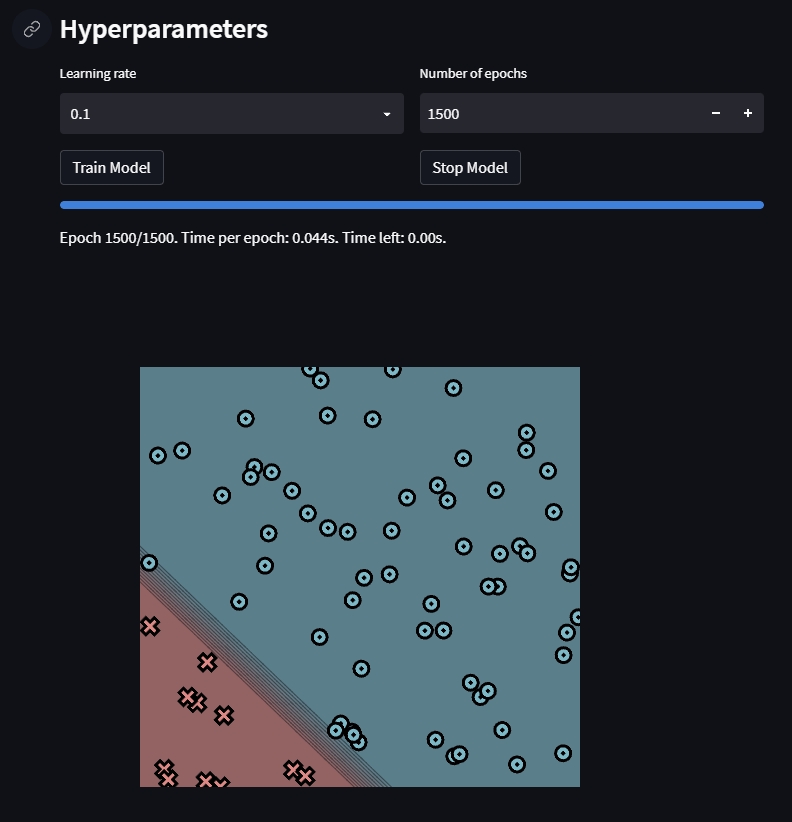 Hyperparameters
Learning rate
Number of epochs
0.1
1500
Train Model
Stop Model
Epoch 1500/1500. Time per epoch: 0.044s. Time left: 0.00s.